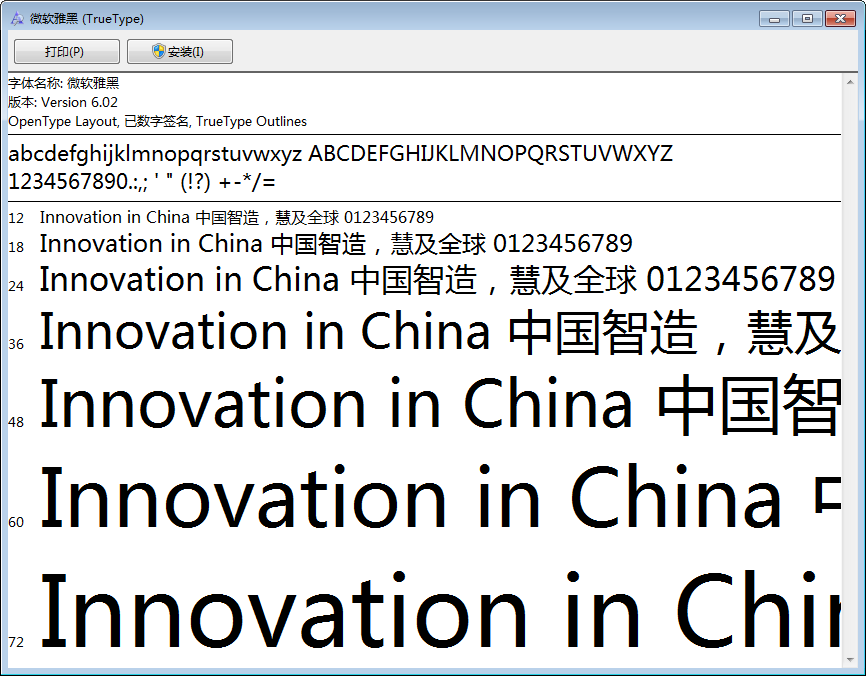 微软雅黑 (TrueType)
打印(P) 安装(I)
字体名称: 微软雅黑
版本: Version 6.02
OpenType Layout, 已数字签名, TrueType Outlines
abcdefghijklmnopqrstuvwxyz ABCDEFGHIJKLMNOPQRSTUVWXYZ
1234567890.:,; ' " (!?) +-*/=
12 Innovation in China 中国智造，慧及全球 0123456789
18 Innovation in China 中国智造，慧及全球 0123456789
24 Innovation in China 中国智造，慧及全球 0123456789
36 Innovation in China 中国智造，慧及
48 Innovation in China 中国智
60 Innovation in China
72 Innovation in Chi